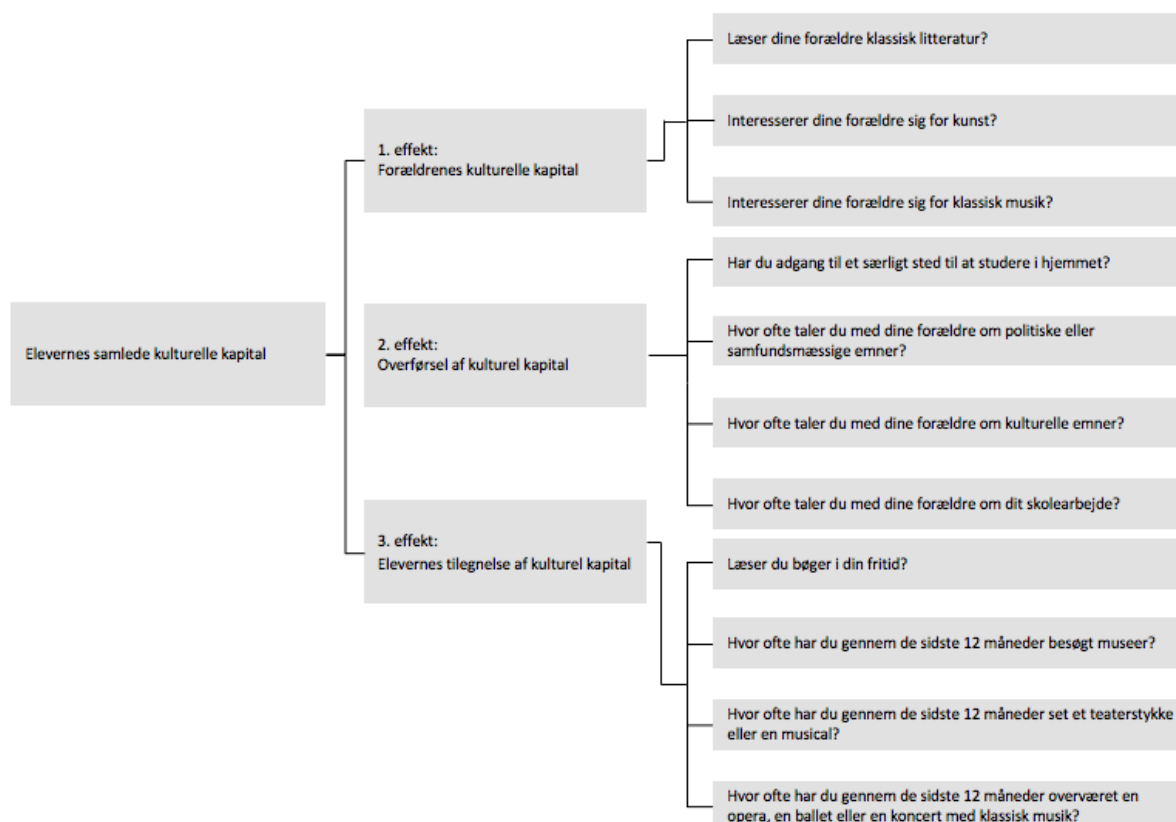 Elevernes samlede kulturelle kapital
1. effekt:
Forældrenes kulturelle kapital
Læser dine forældre klassisk litteratur?
Interesserer dine forældre sig for kunst?
Interesserer dine forældre sig for klassisk musik?
2. effekt:
Overførsel af kulturel kapital
Har du adgang til et særligt sted til at studere i hjemmet?
Hvor ofte taler du med dine forældre om politiske eller
samfundsmæssige emner?
Hvor ofte taler du med dine forældre om kulturelle emner?
Hvor ofte taler du med dine forældre om dit skolearbejde?
3. effekt:
Elevernes tilegnelse af kulturel kapital
Læser du bøger i din fritid?
Hvor ofte har du gennem de sidste 12 måneder besøgt museer?
Hvor ofte har du gennem de sidste 12 måneder set et teaterstykke
eller en musical?
Hvor ofte har du gennem de sidste 12 måneder overværet en
opera, en ballet eller en koncert med klassisk musik?